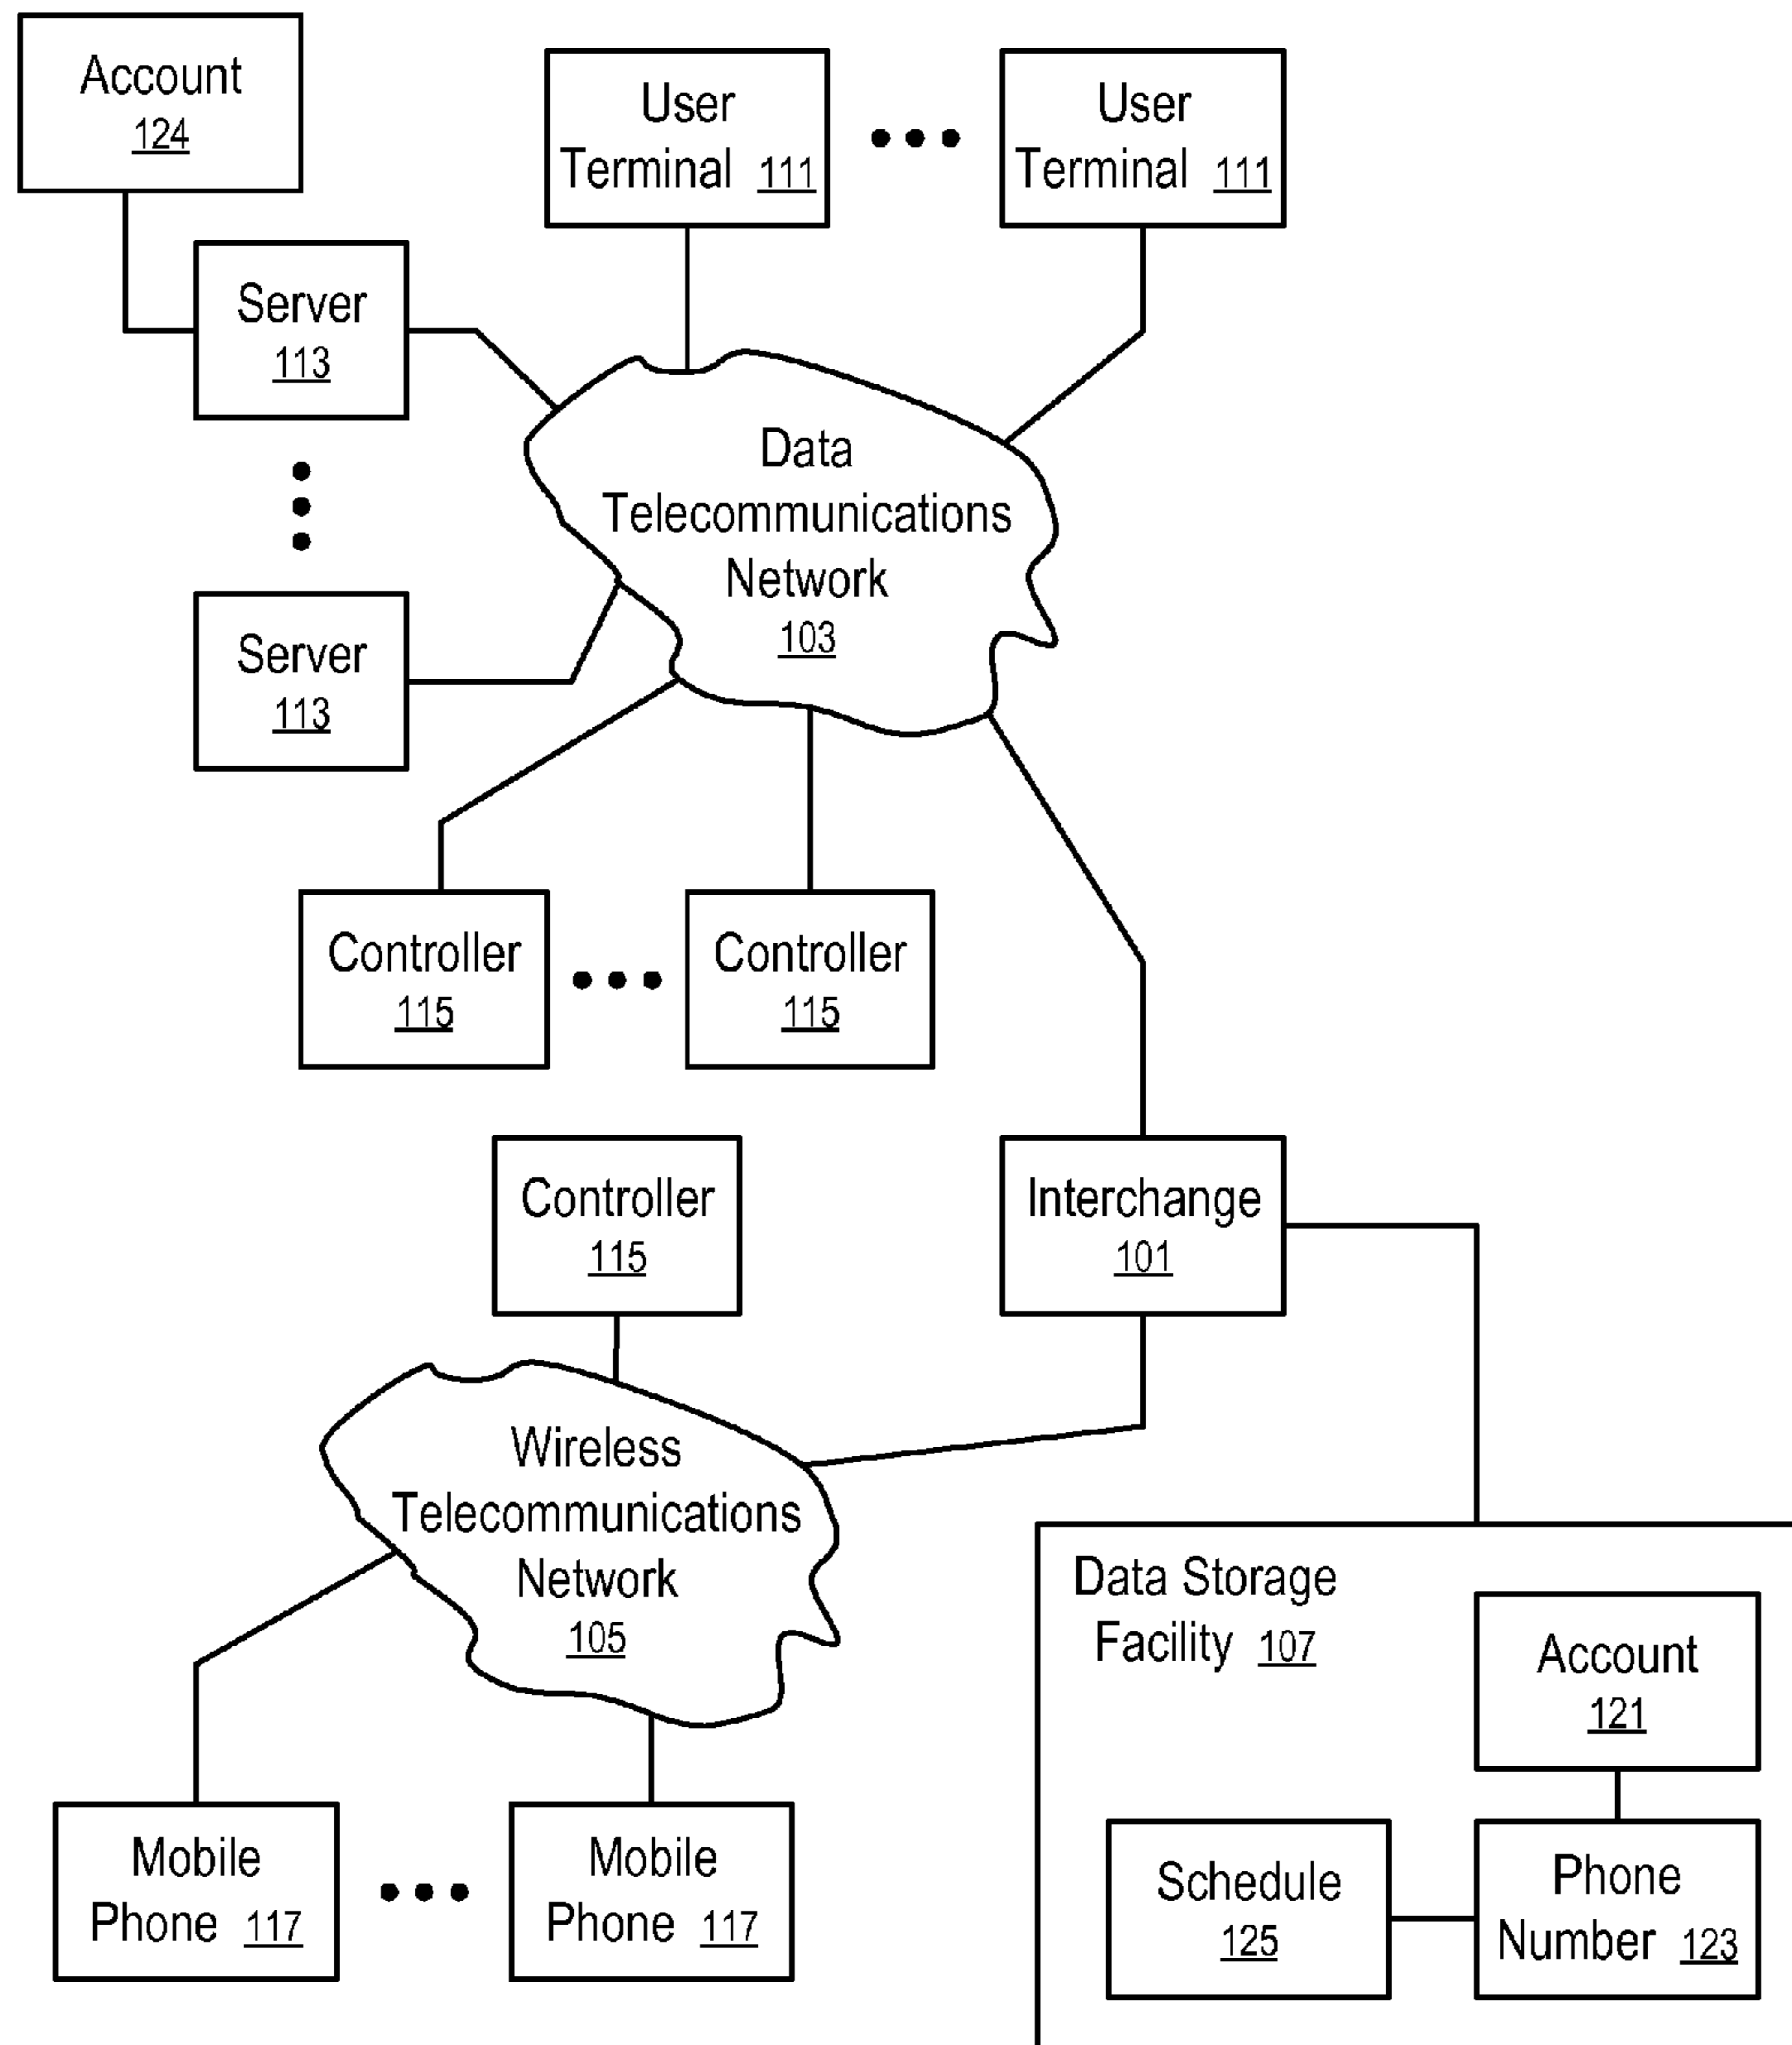 Account
124
User
Terminal 111
User
Terminal 111
Server
113
Data
Telecommunications
Network
103
Server
113
Controller
115
Controller
115
Controller
115
Interchange
101
Wireless
Telecommunications
Network
105
Data Storage
Facility 107
Account
121
Mobile
Phone 117
Mobile
Phone 117
Schedule
125
Phone
Number 123